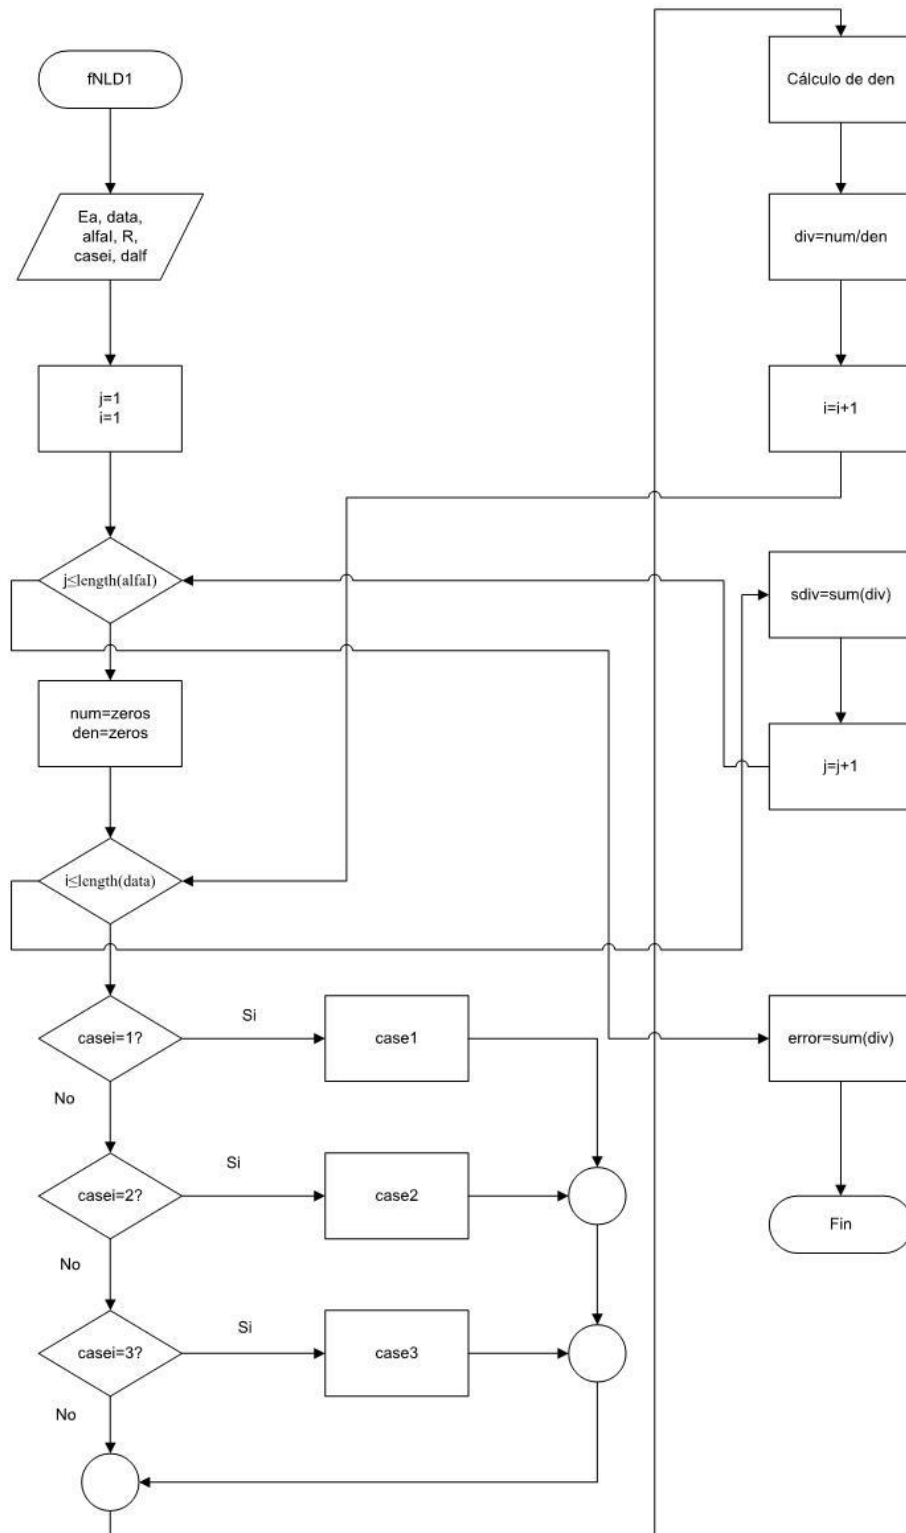 fNLD1
Ea, data,
alfaI, R,
casei, dalf
j=1
i=1
j≤length(alfaI)
num=zeros
den=zeros
i≤length(data)
casei=1?
Si
case1
No
casei=2?
Si
case2
No
casei=3?
Si
case3
No
Cálculo de den
div=num/den
i=i+1
sdiv=sum(div)
j=j+1
error=sum(div)
Fin